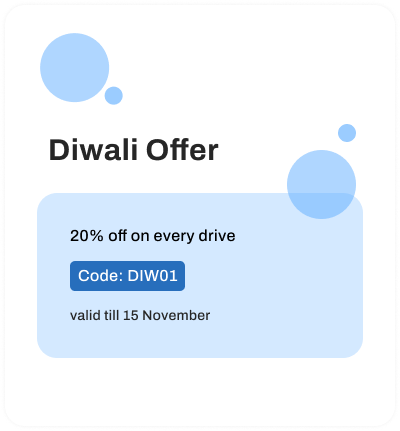 Diwali Offer
20% off on every drive
Code: DIW01
valid till 15 November